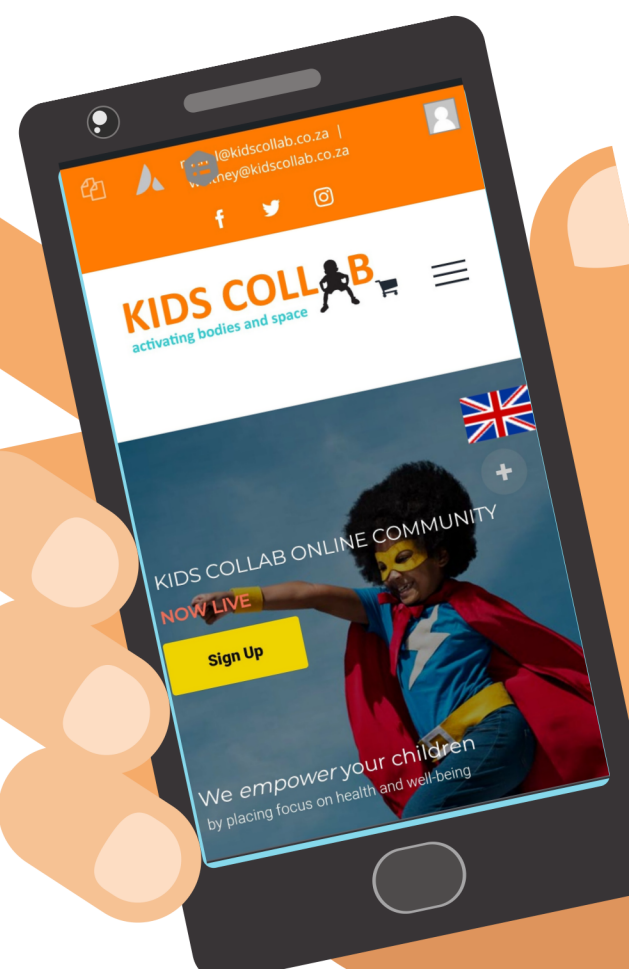 @kidscollab.co.za |
@kidscollab.co.za
KIDS COLLAB
activating bodies and space
KIDS COLLAB ONLINE COMMUNITY
NOW LIVE
Sign Up
We empower your children
by placing focus on health and well-being